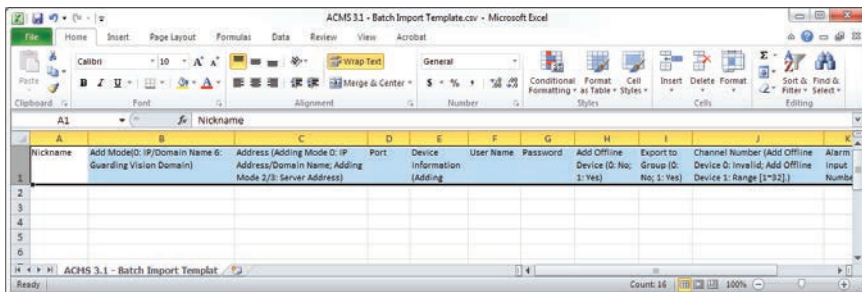 ACMS 3.1 - Batch Import Template.csv - Microsoft Excel
File Home Insert Page Layout Formulas Data Review View Acrobat
Paste
Calibri 10 A A
B I U A
Wrap Text
Merge & Center
General
$ % ,
Conditional Formatting
Format as Table
Cell Styles
Insert Delete Format
Sort & Filter
Find & Select
Clipboard Font Alignment Number Styles Cells Editing
A1 fx Nickname
A B C D E F G H I J K
1
Nickname
Add Mode(0: IP/Domain Name 6:
Guarding Vision Domain)
Address (Adding Mode 0: IP
Address/Domain Name; Adding
Mode 2/3: Server Address)
Port
Device
Information
(Adding
User Name
Password
Add Offline
Device (0: No;
1: Yes)
Export to
Group (0:
No; 1: Yes)
Channel Number (Add Offline
Device 0: Invalid; Add Offline
Device 1: Range [1~32].)
Alarm
Input
Numbe
2
3
4
5
6
ACMS 3.1 - Batch Import Templat
Ready Count: 16 100%